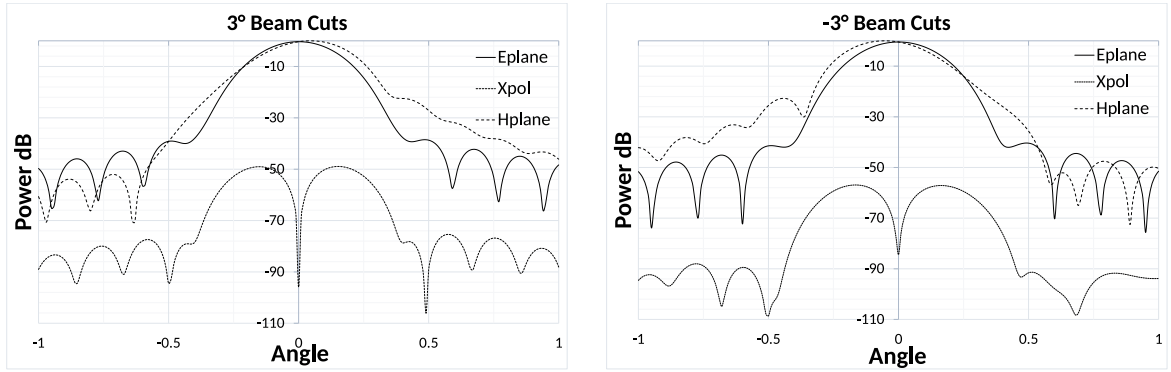 3° Beam Cuts
Eplane
Xpol
Hplane
-10
-30
-50
-70
-90
-110
-1
-0.5
0
0.5
1
Power dB
Angle
-3° Beam Cuts
Eplane
Xpol
Hplane
-10
-30
-50
-70
-90
-110
-1
-0.5
0
0.5
1
Power dB
Angle